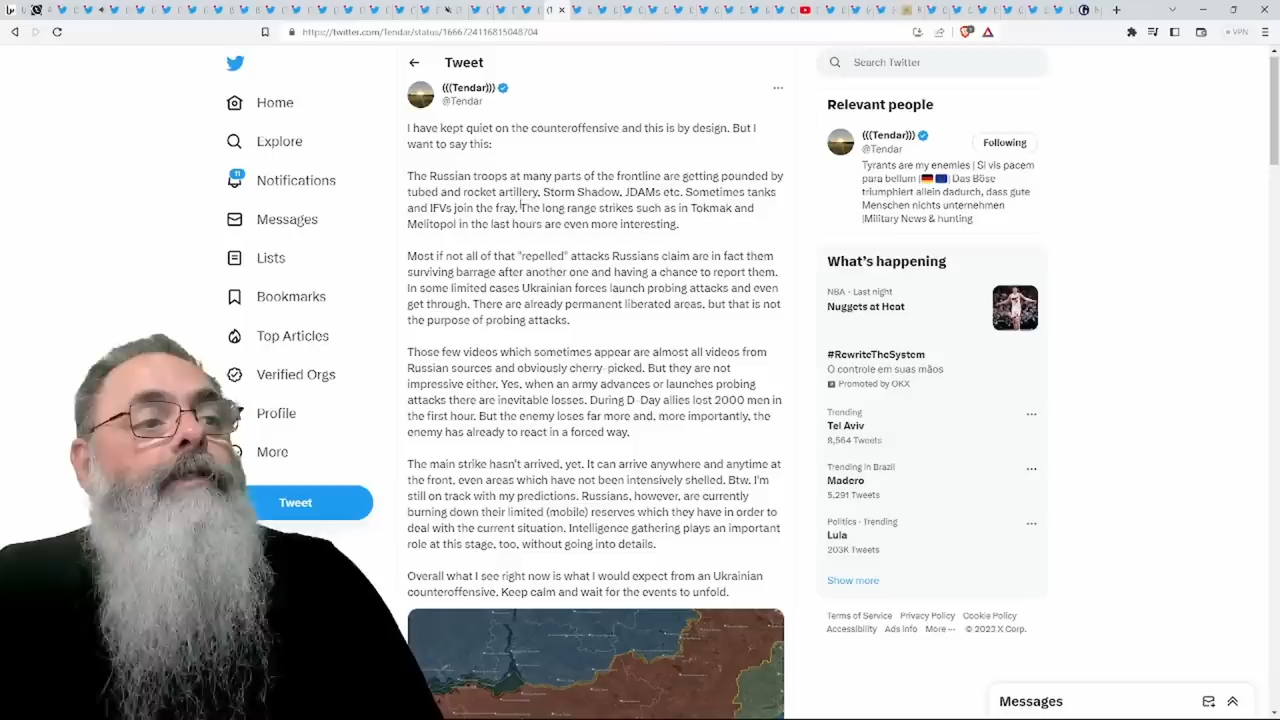 https://twitter.com/Tendar/status/1666724116815048704
VPN
Home
Explore
11
Notifications
Messages
Lists
Bookmarks
Top Articles
Verified Orgs
Profile
More
Tweet
Tweet
(((Tendar)))
@Tendar
I have kept quiet on the counteroffensive and this is by design. But I
want to say this:
The Russian troops at many parts of the frontline are getting pounded by
tubed and rocket artillery, Storm Shadow, JDAMs etc. Sometimes tanks
and IFVs join the fray. The long range strikes such as in Tokmak and
Melitopol in the last hours are even more interesting.
Most if not all of that "repelled" attacks Russians claim are in fact them
surviving barrage after another one and having a chance to report them.
In some limited cases Ukrainian forces launch probing attacks and even
get through. There are already permanent liberated areas, but that is not
the purpose of probing attacks.
Those few videos which sometimes appear are almost all videos from
Russian sources and obviously cherry-picked. But they are not
impressive either. Yes, when an army advances or launches probing
attacks there are inevitable losses. During D-Day allies lost 2000 men in
the first hour. But the enemy loses far more and, more importantly, the
enemy has already to react in a forced way.
The main strike hasn't arrived, yet. It can arrive anywhere and anytime at
the front, even areas which have not been intensively shelled. Btw. I'm
still on track with my predictions. Russians, however, are currently
burning down their limited (mobile) reserves which they have in order to
deal with the current situation. Intelligence gathering plays an important
role at this stage, too, without going into details.
Overall what I see right now is what I would expect from an Ukrainian
counteroffensive. Keep calm and wait for the events to unfold.
Search Twitter
Relevant people
(((Tendar)))
@Tendar
Following
Tyrants are my enemies | Si vis pacem
para bellum |🇩🇪🇪🇺| Das Böse
triumphiert allein dadurch, dass gute
Menschen nichts unternehmen
|Military News & hunting
What's happening
NBA · Last night
Nuggets at Heat
#RewriteTheSystem
O controle em suas mãos
Promoted by OKX
Trending
Tel Aviv
8,564 Tweets
Trending in Brazil
Madero
5,291 Tweets
Politics · Trending
Lula
203K Tweets
Show more
Terms of Service Privacy Policy Cookie Policy
Accessibility Ads info More ··· © 2023 X Corp.
Messages